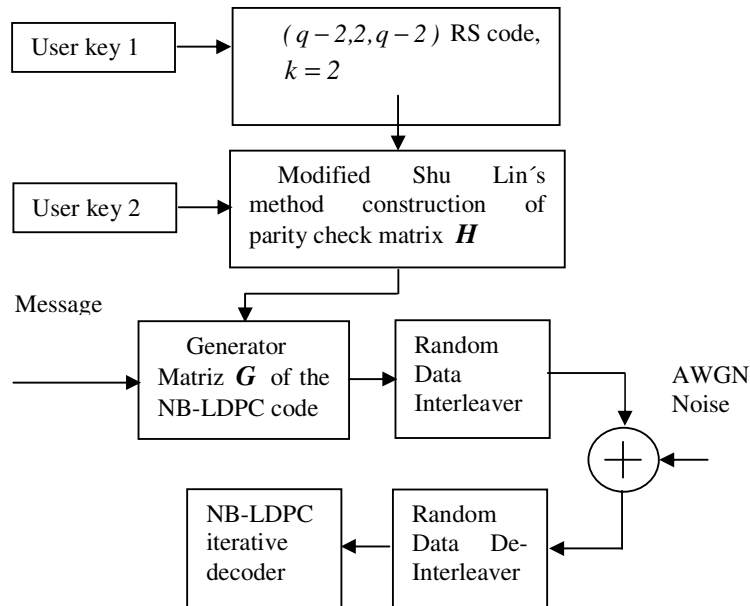 User key 1
( q − 2,2, q − 2 ) RS code,
k = 2
User key 2
Modified Shu Lin´s
method construction of
parity check matrix H
Message
Generator
Matriz G of the
NB-LDPC code
Random
Data
Interleaver
AWGN
Noise
NB-LDPC
iterative
decoder
Random
Data De-
Interleaver